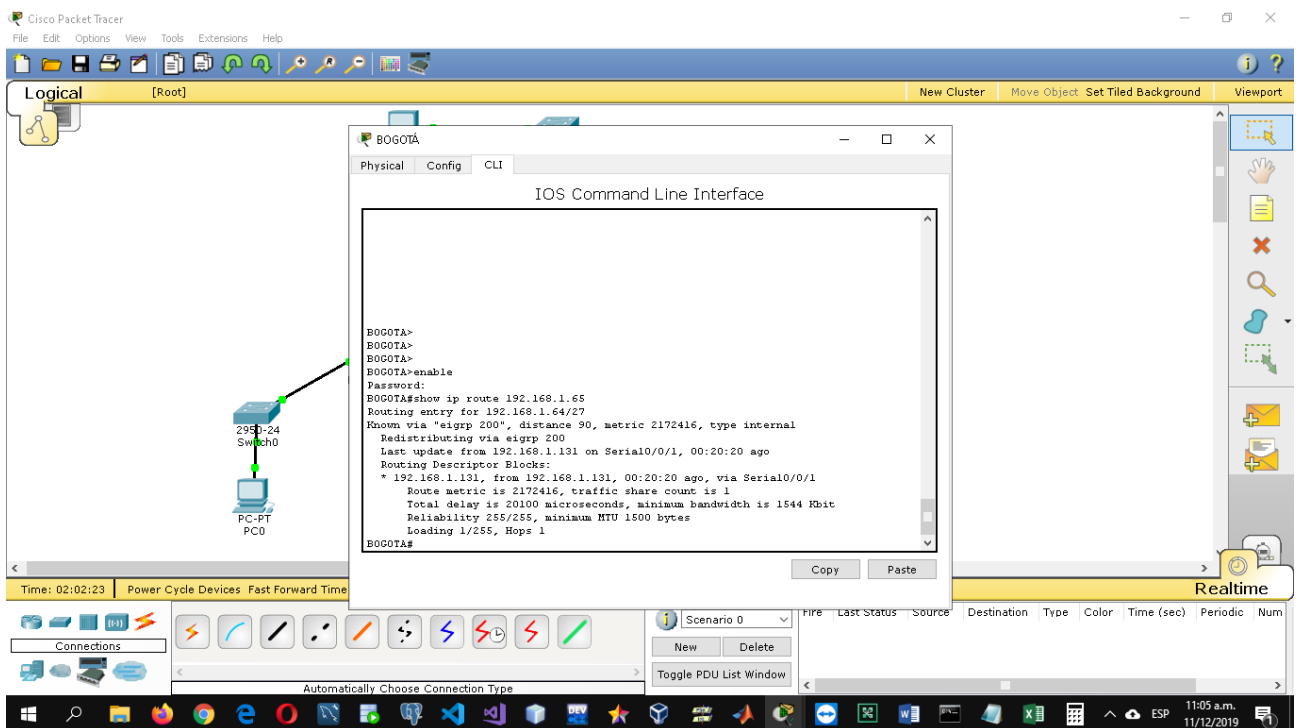 Cisco Packet Tracer
File Edit Options View Tools Extensions Help
Logical [Root] New Cluster Move Object Set Tiled Background Viewport
BOGOTÁ
Physical Config CLI
IOS Command Line Interface
BOGOTA>
BOGOTA>
BOGOTA>
BOGOTA>enable
Password:
BOGOTA#show ip route 192.168.1.65
Routing entry for 192.168.1.64/27
Known via "eigrp 200", distance 90, metric 2172416, type internal
Redistributing via eigrp 200
Last update from 192.168.1.131 on Serial0/0/1, 00:20:20 ago
Routing Descriptor Blocks:
* 192.168.1.131, from 192.168.1.131, 00:20:20 ago, via Serial0/0/1
Route metric is 2172416, traffic share count is 1
Total delay is 20100 microseconds, minimum bandwidth is 1544 Kbit
Reliability 255/255, minimum MTU 1500 bytes
Loading 1/255, Hops 1
BOGOTA#
Copy Paste
2950-24
Switch0
PC-PT
PC0
Time: 02:02:23 Power Cycle Devices Fast Forward Time
Realtime
Connections
Automatically Choose Connection Type
Scenario 0
New Delete
Toggle PDU List Window
Fire Last Status Source Destination Type Color Time (sec) Periodic Num
ESP
11:05 a.m.
11/12/2019